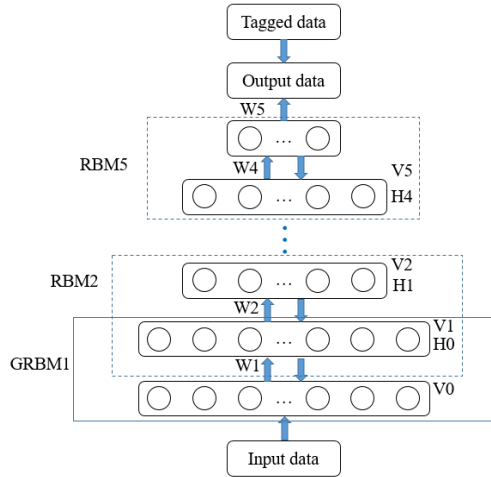 Tagged data
Output data
W5
...
RBM5
W4
V5
...
H4
V2
RBM2
...
H1
W2
V1
...
H0
GRBM1
W1
V0
...
Input data